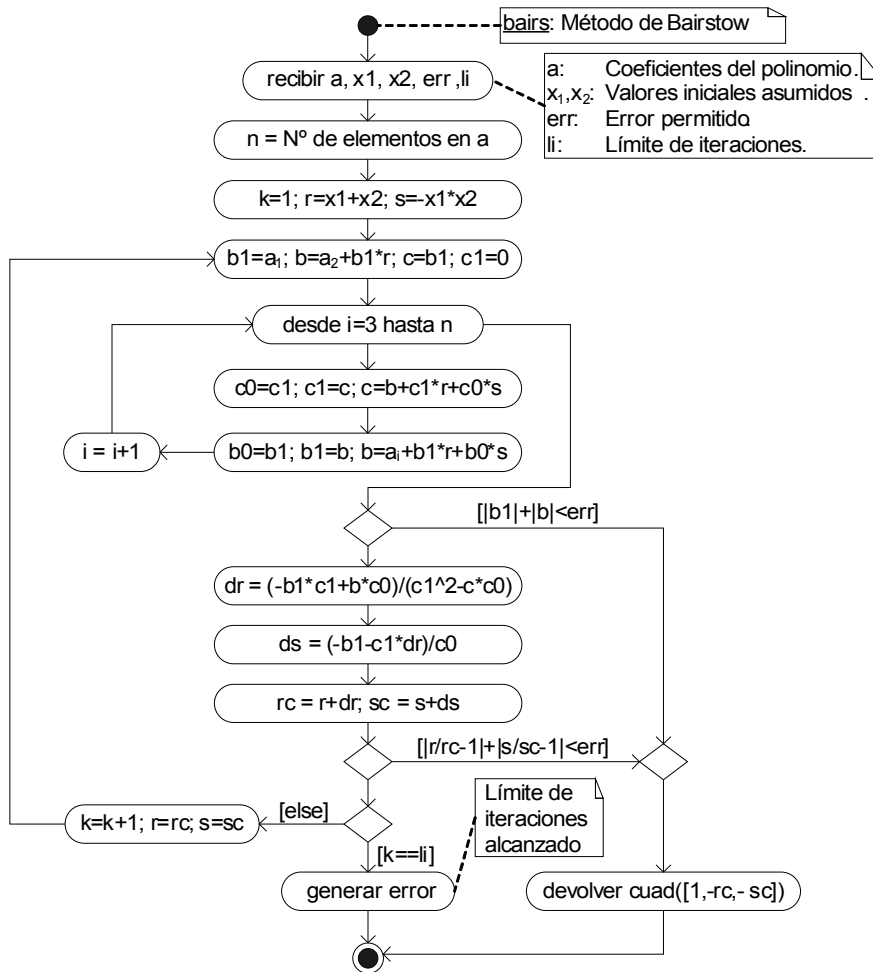 bairs: Método de Bairstow
recibir a, x1, x2, err ,li
a: Coeficientes del polinomio.
x₁,x₂: Valores iniciales asumidos .
err: Error permitido.
li: Límite de iteraciones.
n = Nº de elementos en a
k=1; r=x1+x2; s=-x1*x2
b1=a₁; b=a₂+b1*r; c=b1; c1=0
desde i=3 hasta n
c0=c1; c1=c; c=b+c1*r+c0*s
i = i+1
b0=b1; b1=b; b=aᵢ+b1*r+b0*s
[|b1|+|b|<err]
dr = (-b1*c1+b*c0)/(c1^2-c*c0)
ds = (-b1-c1*dr)/c0
rc = r+dr; sc = s+ds
[|r/rc-1|+|s/sc-1|<err]
k=k+1; r=rc; s=sc
[else]
Límite de
iteraciones
alcanzado
[k==li]
generar error
devolver cuad([1,-rc,- sc])